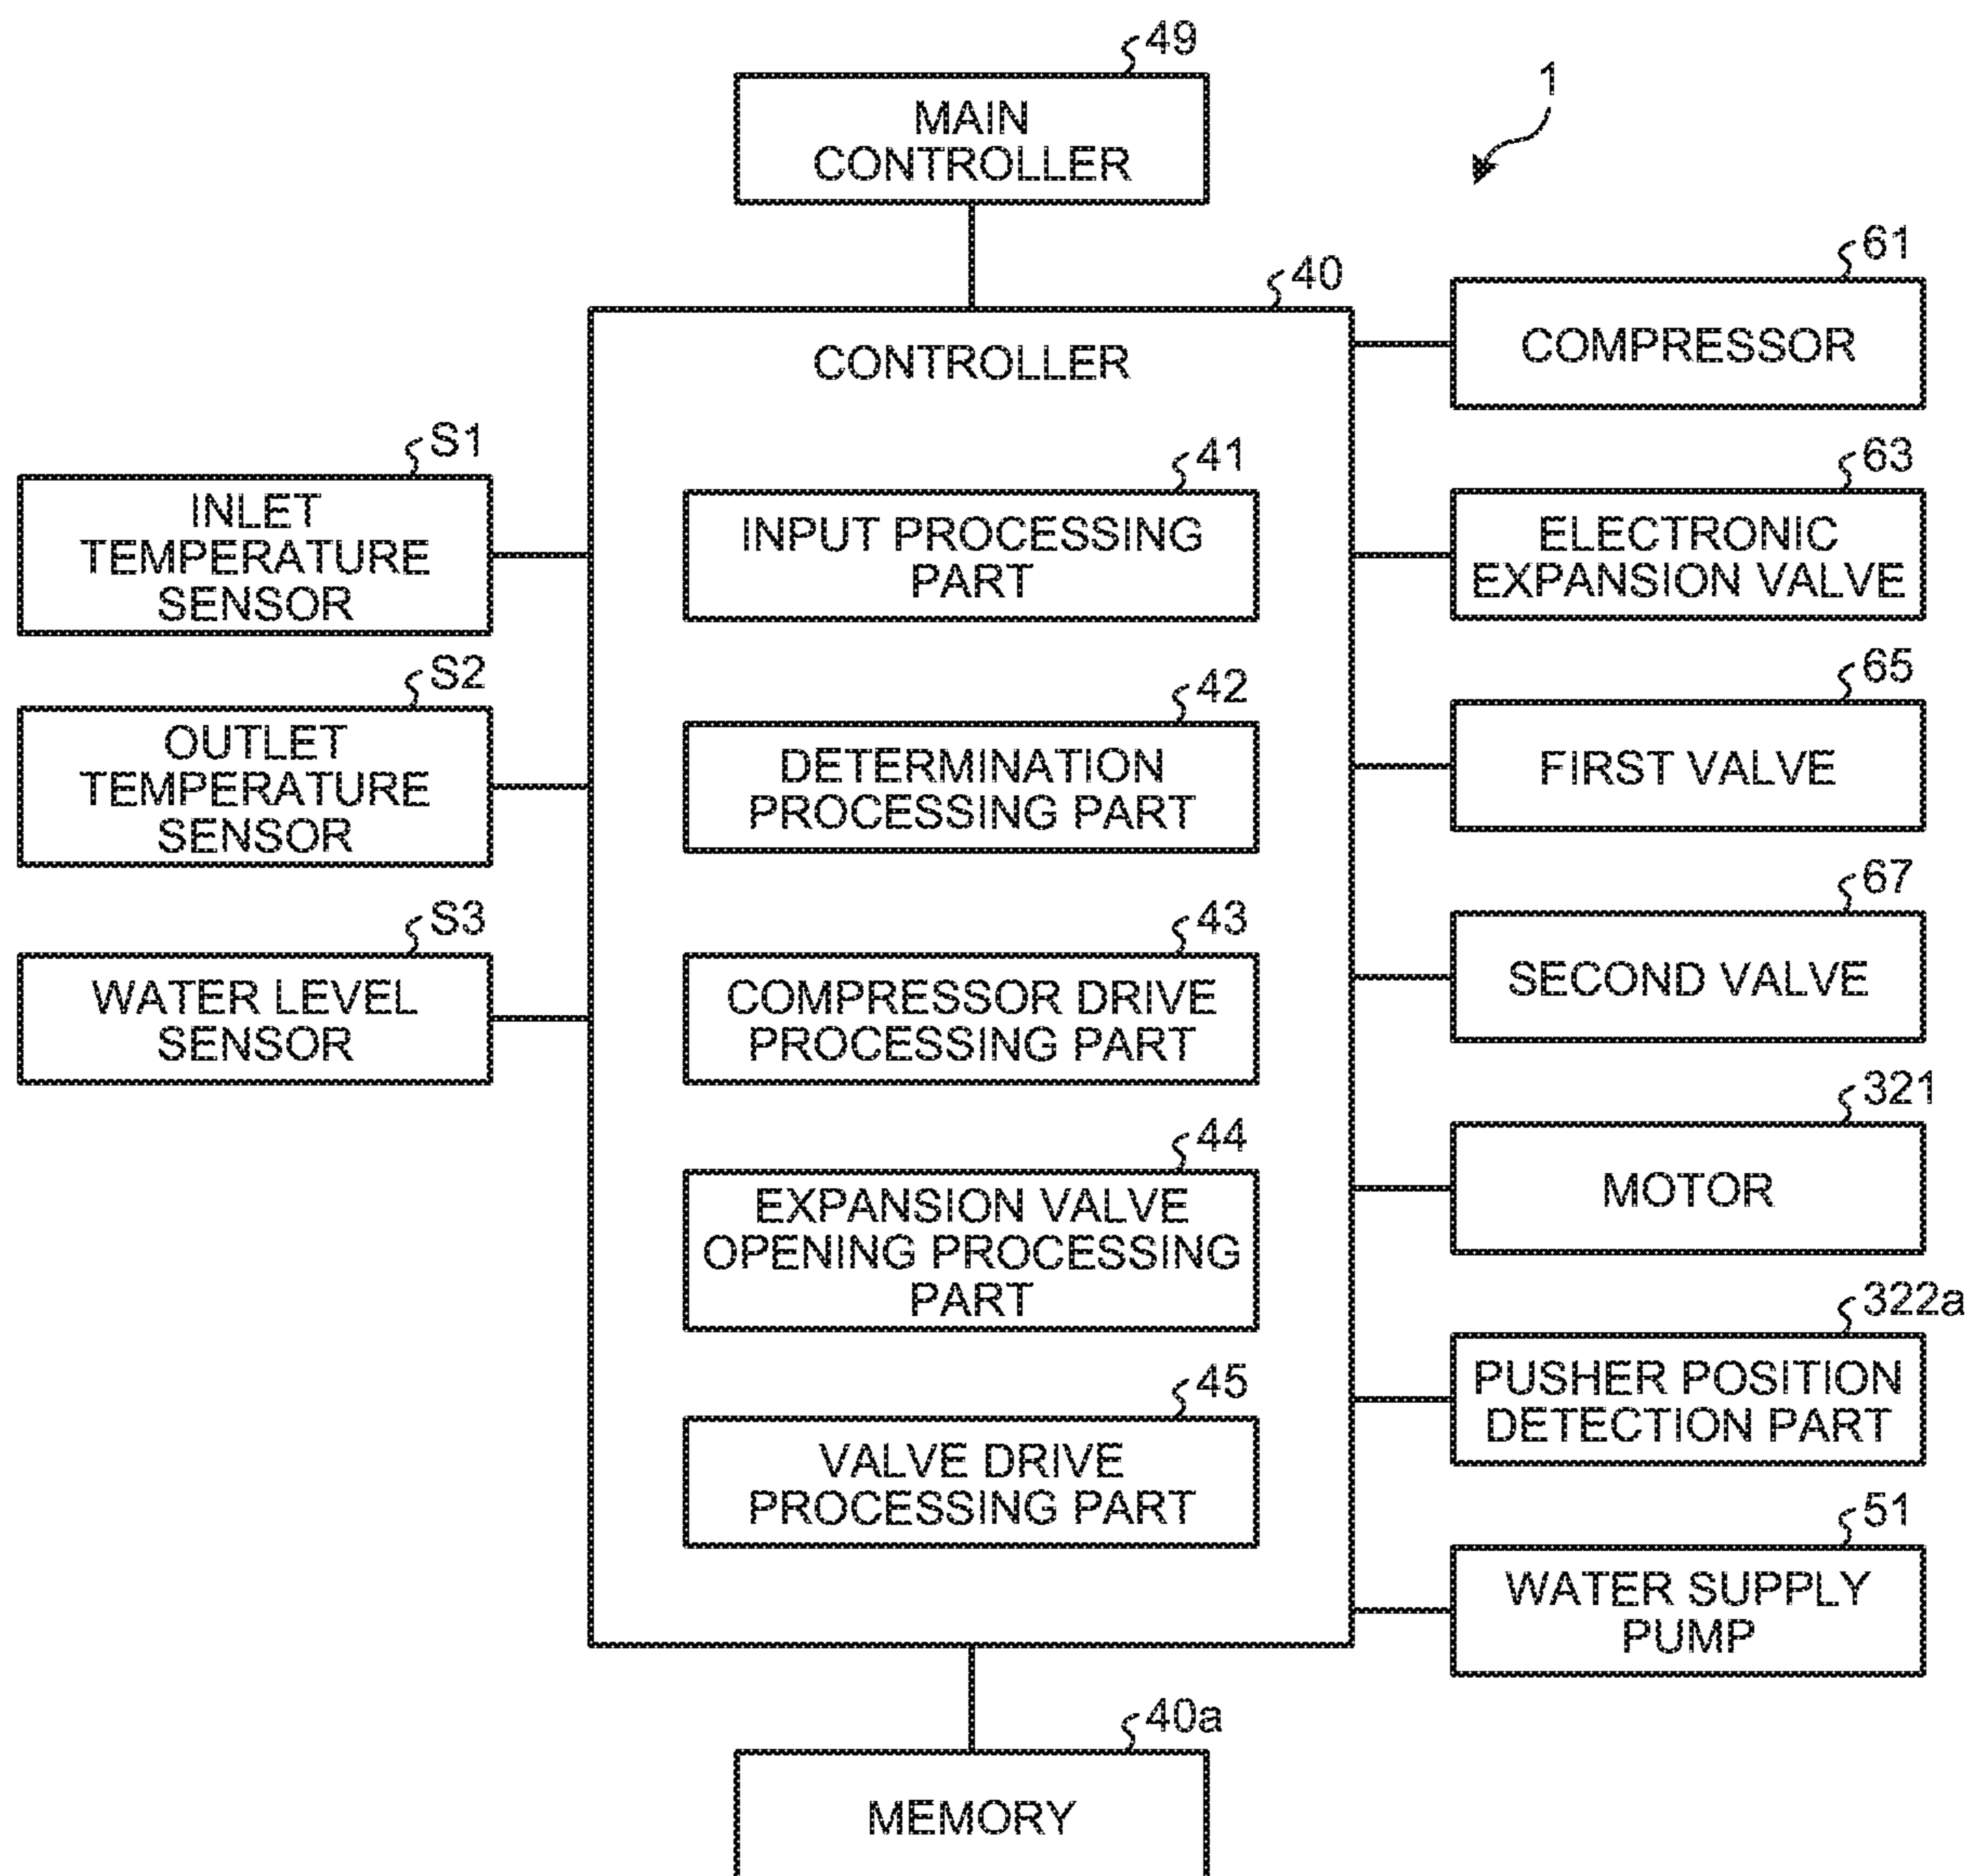 49
MAIN
CONTROLLER
1
40
CONTROLLER
S1
INLET
TEMPERATURE
SENSOR
S2
OUTLET
TEMPERATURE
SENSOR
S3
WATER LEVEL
SENSOR
41
INPUT PROCESSING
PART
42
DETERMINATION
PROCESSING PART
43
COMPRESSOR DRIVE
PROCESSING PART
44
EXPANSION VALVE
OPENING PROCESSING
PART
45
VALVE DRIVE
PROCESSING PART
61
COMPRESSOR
63
ELECTRONIC
EXPANSION VALVE
65
FIRST VALVE
67
SECOND VALVE
321
MOTOR
322a
PUSHER POSITION
DETECTION PART
51
WATER SUPPLY
PUMP
40a
MEMORY